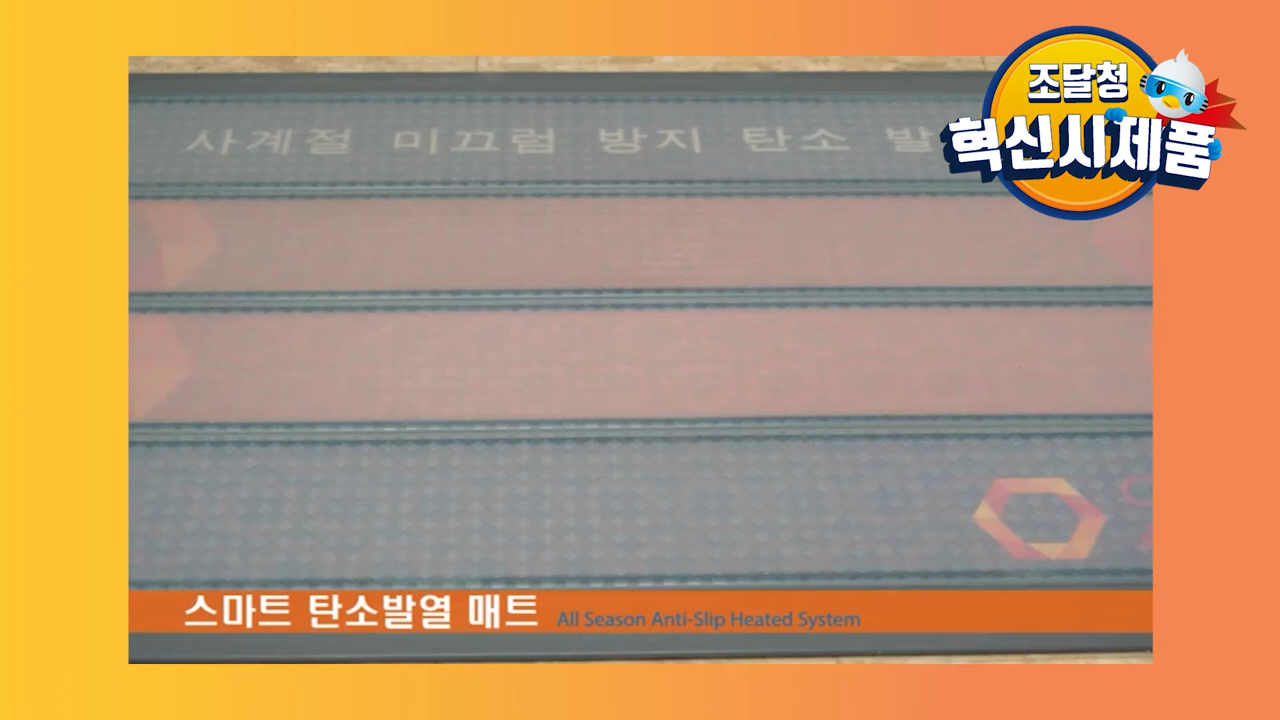 조달청
혁신시제품
사계절 미끄럼 방지 탄소 발
스마트 탄소발열 매트 All Season Anti-Slip Heated System